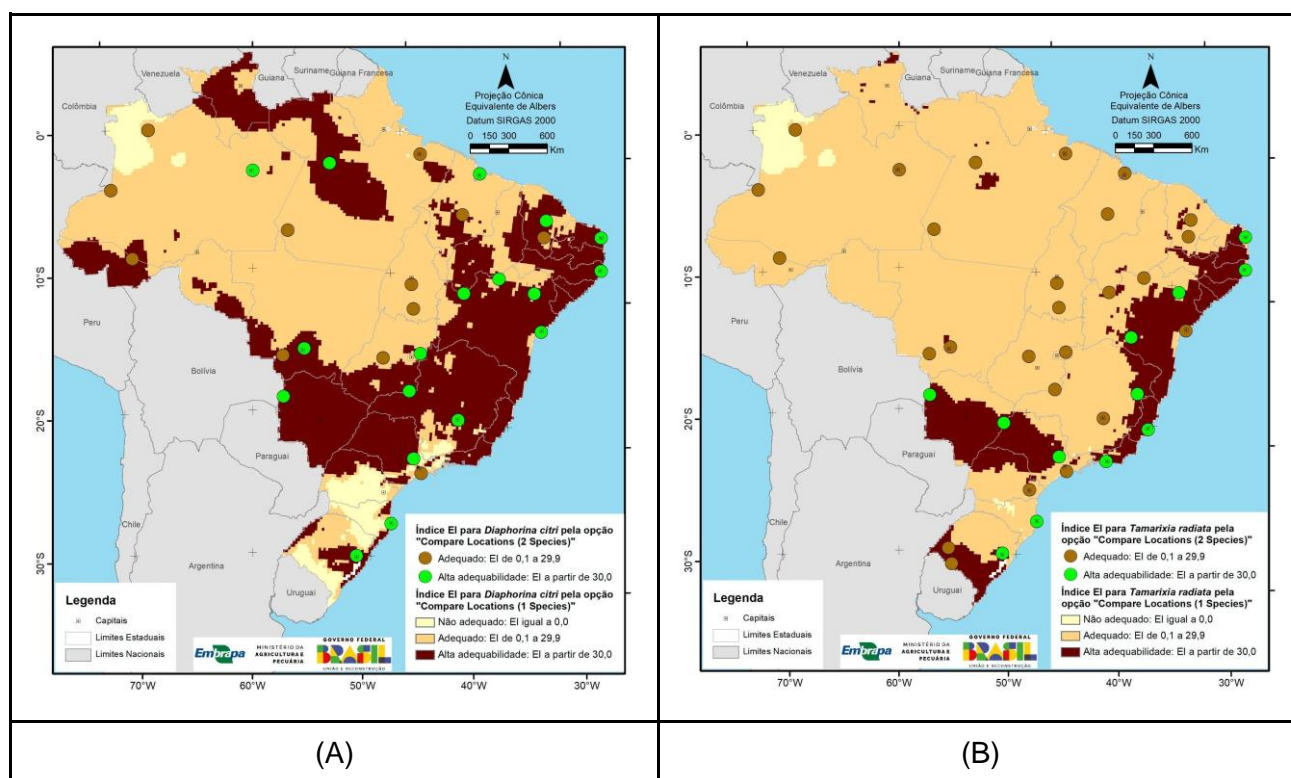 Venezuela
Suriname
Guiana
Guiana Francesa
Colômbia
Peru
Bolívia
Paraguai
Chile
Argentina
Uruguai
N
Projeção Cônica
Equivalente de Albers
Datum SIRGAS 2000
0 150 300 600
Km
0°
10°S
20°S
30°S
70°W 60°W 50°W 40°W 30°W
Legenda
Capitais
Limites Estaduais
Limites Nacionais
Embrapa
MINISTÉRIO DA
AGRICULTURA E
PECUÁRIA
GOVERNO FEDERAL
BRASIL
UNIÃO E RECONSTRUÇÃO
Índice EI para Diaphorina citri pela opção
"Compare Locations (2 Species)"
Adequado: EI de 0,1 a 29,9
Alta adequabilidade: EI a partir de 30,0
Índice EI para Diaphorina citri pela opção
"Compare Locations (1 Species)"
Não adequado: EI igual a 0,0
Adequado: EI de 0,1 a 29,9
Alta adequabilidade: EI a partir de 30,0
(A)
Venezuela
Suriname
Guiana
Guiana Francesa
Colômbia
Peru
Bolívia
Paraguai
Chile
Argentina
Uruguai
N
Projeção Cônica
Equivalente de Albers
Datum SIRGAS 2000
0 150 300 600
Km
0°
10°S
20°S
30°S
70°W 60°W 50°W 40°W 30°W
Legenda
Capitais
Limites Estaduais
Limites Nacionais
Embrapa
MINISTÉRIO DA
AGRICULTURA E
PECUÁRIA
GOVERNO FEDERAL
BRASIL
UNIÃO E RECONSTRUÇÃO
Índice EI para Tamarixia radiata pela
opção "Compare Locations (2 Species)"
Adequado: EI de 0,1 a 29,9
Alta adequabilidade: EI a partir de 30,0
Índice EI para Tamarixia radiata pela
opção "Compare Locations (1 Species)"
Não adequado: EI igual a 0,0
Adequado: EI de 0,1 a 29,9
Alta adequabilidade: EI a partir de 30,0
(B)